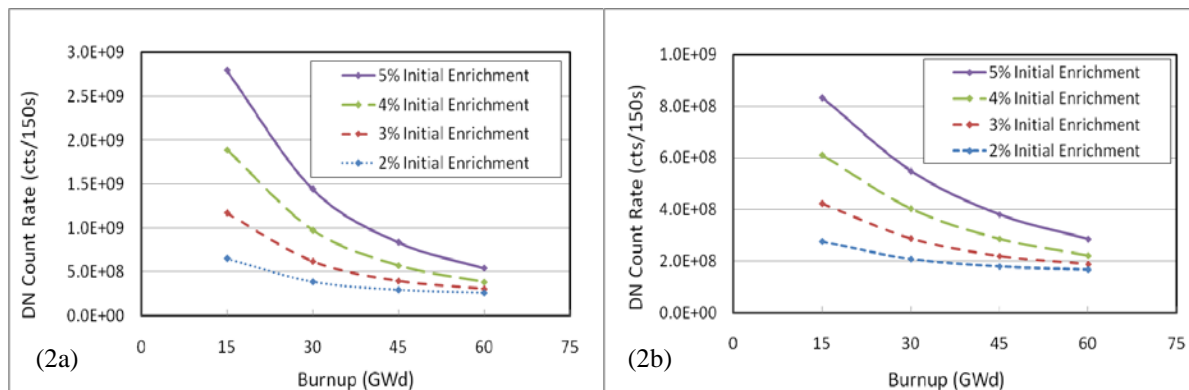 3.0E+09
2.5E+09
2.0E+09
1.5E+09
1.0E+09
5.0E+08
0.0E+00
DN Count Rate (cts/150s)
5% Initial Enrichment
4% Initial Enrichment
3% Initial Enrichment
2% Initial Enrichment
0 15 30 45 60 75
Burnup (GWd)
(2a)
1.0E+09
8.0E+08
6.0E+08
4.0E+08
2.0E+08
0.0E+00
DN Count Rate (cts/150s)
5% Initial Enrichment
4% Initial Enrichment
3% Initial Enrichment
2% Initial Enrichment
0 15 30 45 60 75
Burnup (GWd)
(2b)